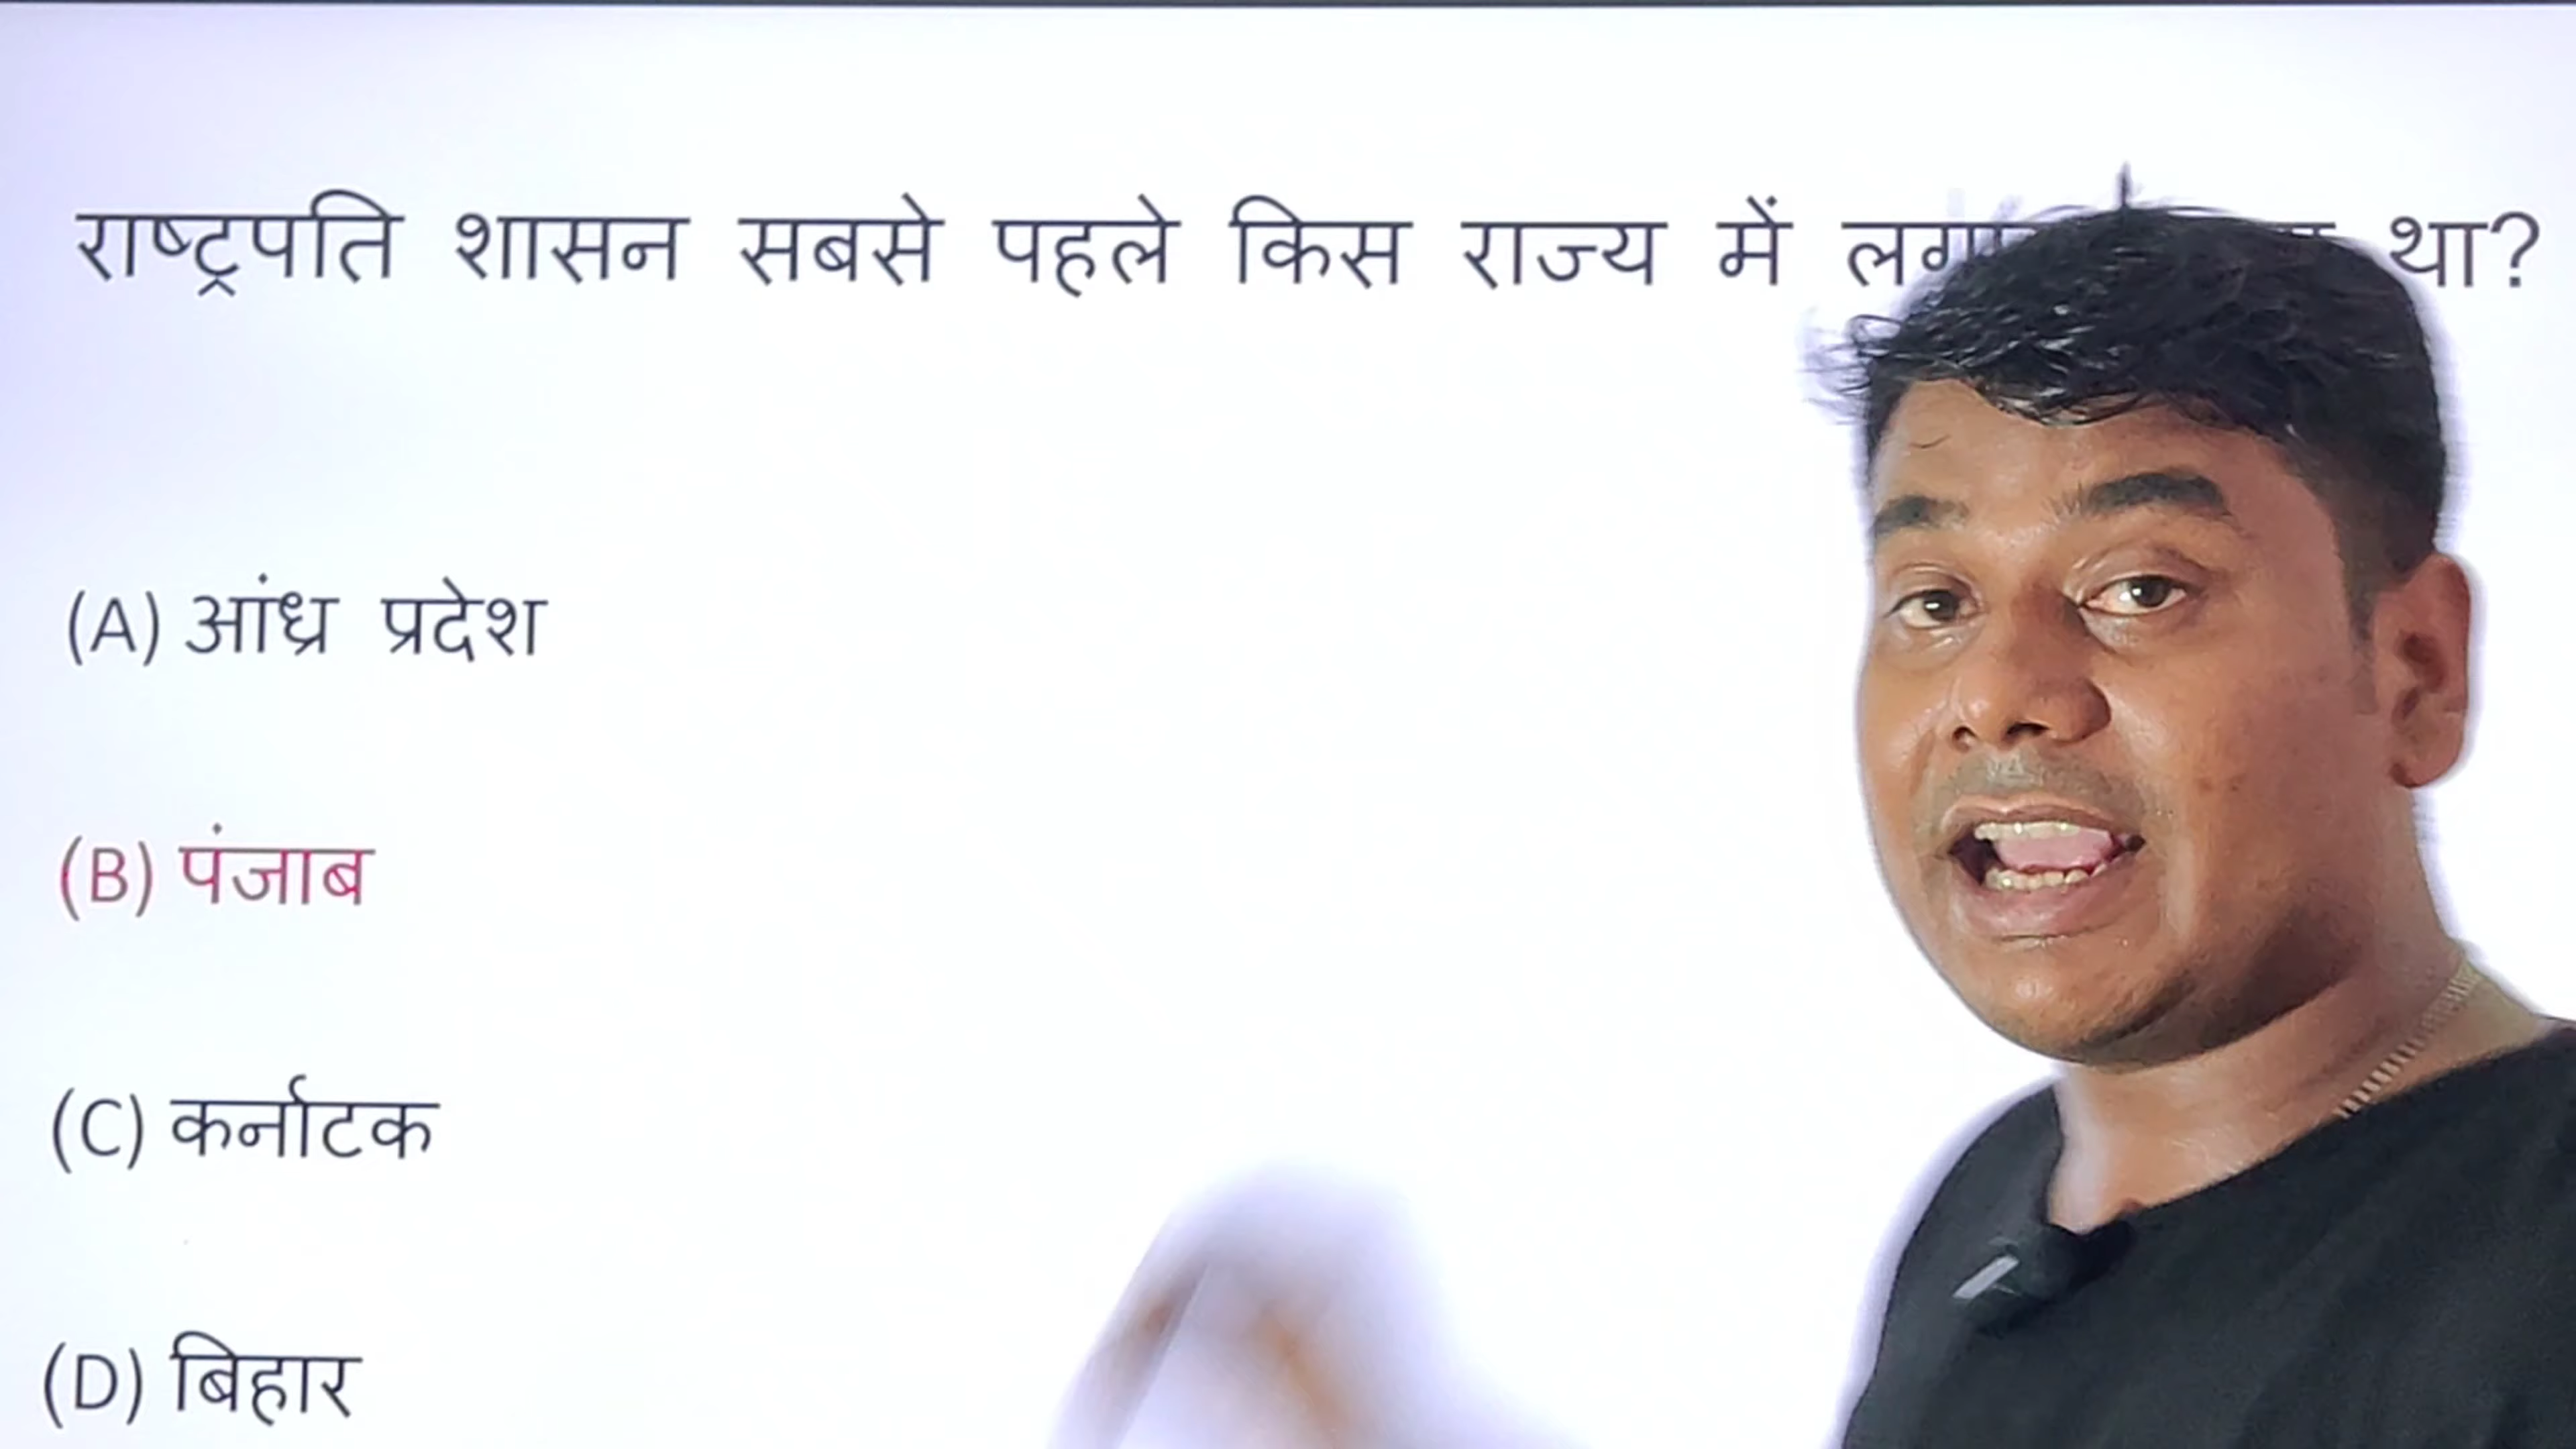 राष्ट्रपति शासन सबसे पहले किस राज्य में था?
(A) आंध्र प्रदेश
(B) पंजाब
(C) कर्नाटक
(D) बिहार